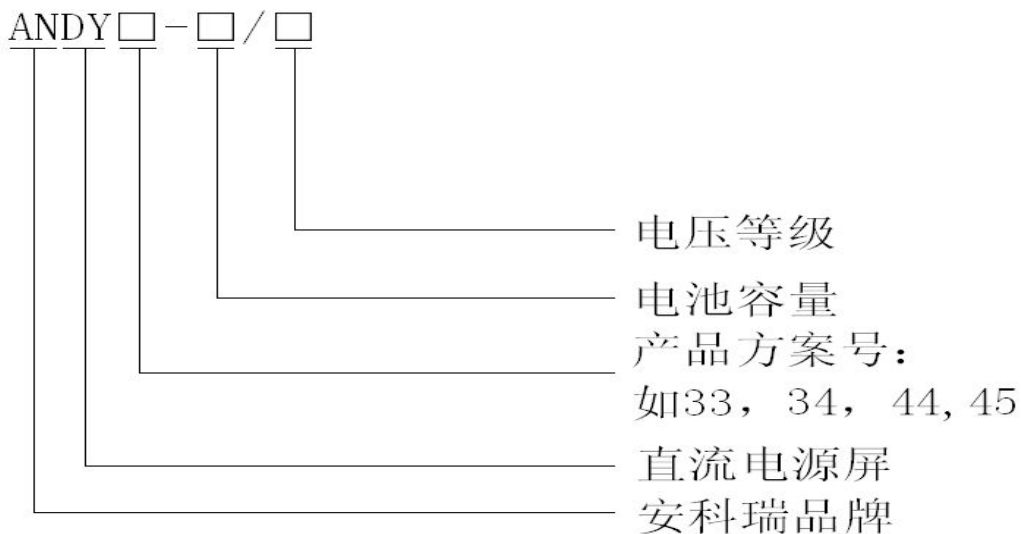 ANDY□-□/□
电压等级
电池容量
产品方案号：
如33，34，44,45
直流电源屏
安科瑞品牌